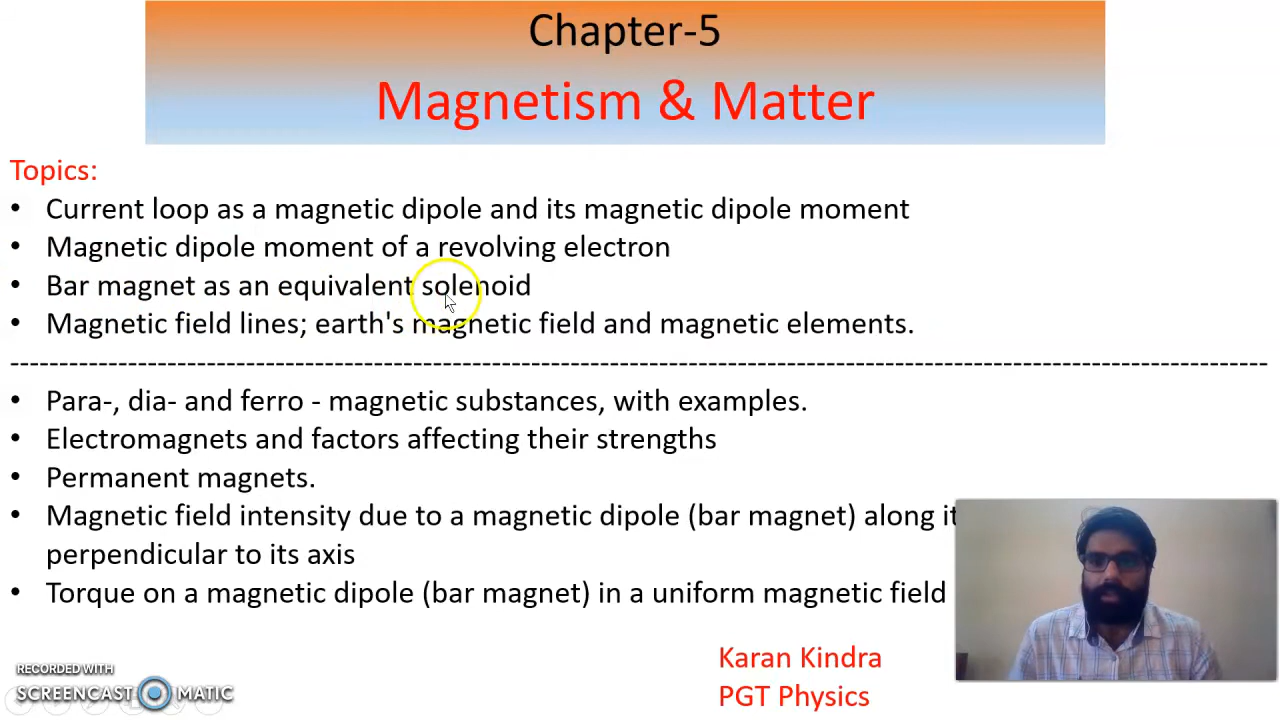 Chapter-5
Magnetism & Matter
Topics:
• Current loop as a magnetic dipole and its magnetic dipole moment
• Magnetic dipole moment of a revolving electron
• Bar magnet as an equivalent solenoid
• Magnetic field lines; earth's magnetic field and magnetic elements.
--------------------------------------------------------------------------------------------------------------------------------
• Para-, dia- and ferro - magnetic substances, with examples.
• Electromagnets and factors affecting their strengths
• Permanent magnets.
• Magnetic field intensity due to a magnetic dipole (bar magnet) along
perpendicular to its axis
• Torque on a magnetic dipole (bar magnet) in a uniform magnetic field
Karan Kindra
PGT Physics
RECORDED WITH
SCREENCAST MATIC